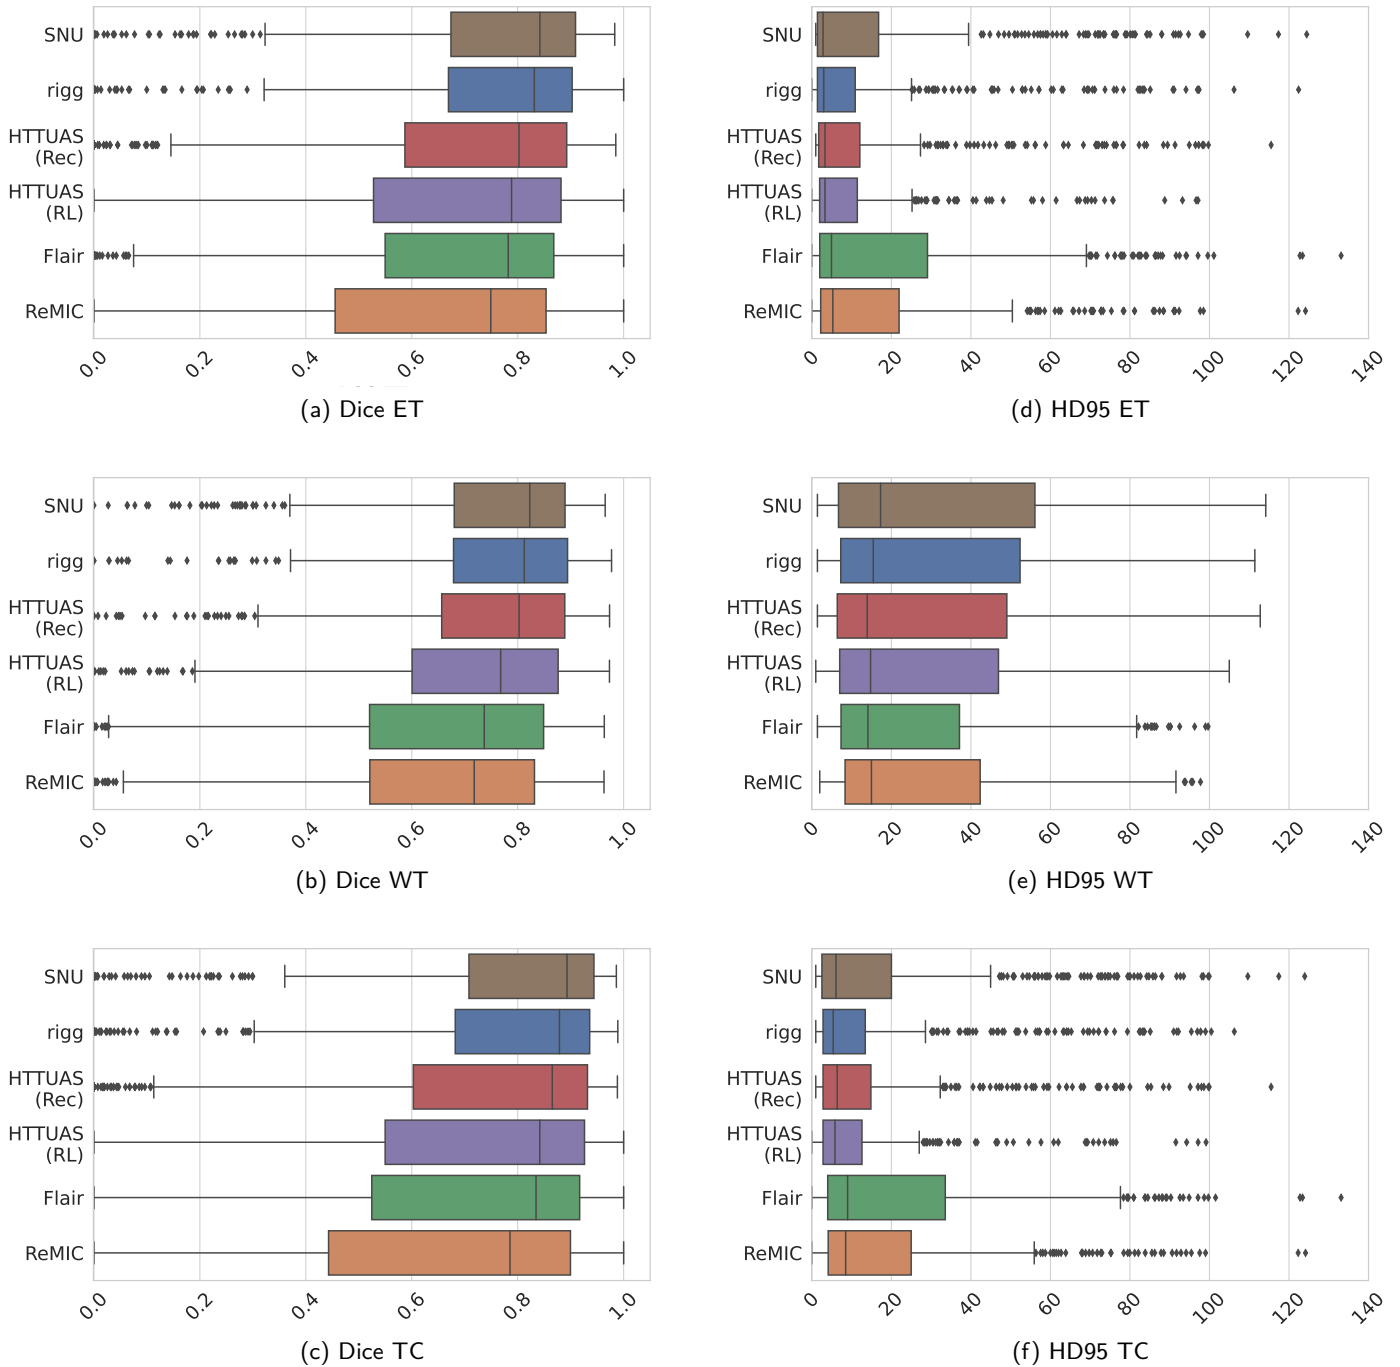 SNU
rigg
HTTUAS
(Rec)
HTTUAS
(RL)
Flair
ReMIC
0.0 0.2 0.4 0.6 0.8 1.0
(a) Dice ET
SNU
rigg
HTTUAS
(Rec)
HTTUAS
(RL)
Flair
ReMIC
0 20 40 60 80 100 120 140
(d) HD95 ET
SNU
rigg
HTTUAS
(Rec)
HTTUAS
(RL)
Flair
ReMIC
0.0 0.2 0.4 0.6 0.8 1.0
(b) Dice WT
SNU
rigg
HTTUAS
(Rec)
HTTUAS
(RL)
Flair
ReMIC
0 20 40 60 80 100 120 140
(e) HD95 WT
SNU
rigg
HTTUAS
(Rec)
HTTUAS
(RL)
Flair
ReMIC
0.0 0.2 0.4 0.6 0.8 1.0
(c) Dice TC
SNU
rigg
HTTUAS
(Rec)
HTTUAS
(RL)
Flair
ReMIC
0 20 40 60 80 100 120 140
(f) HD95 TC